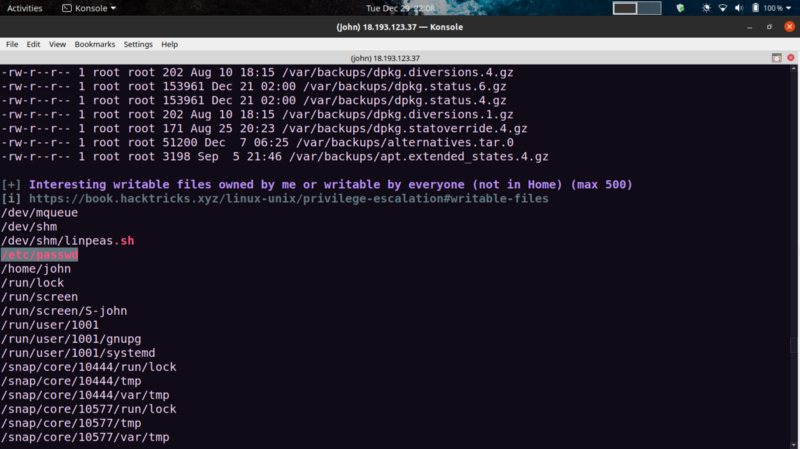 Activities Konsole Tue Dec 29 22:08 100 %
(john) 18.193.123.37 — Konsole
File Edit View Bookmarks Settings Help
(john) 18.193.123.37
-rw-r--r-- 1 root root 202 Aug 10 18:15 /var/backups/dpkg.diversions.4.gz
-rw-r--r-- 1 root root 153961 Dec 21 02:00 /var/backups/dpkg.status.6.gz
-rw-r--r-- 1 root root 153961 Dec 21 02:00 /var/backups/dpkg.status.4.gz
-rw-r--r-- 1 root root 202 Aug 10 18:15 /var/backups/dpkg.diversions.1.gz
-rw-r--r-- 1 root root 171 Aug 25 20:23 /var/backups/dpkg.statoverride.4.gz
-rw-r--r-- 1 root root 51200 Dec  7 06:25 /var/backups/alternatives.tar.0
-rw-r--r-- 1 root root 3198 Sep  5 21:46 /var/backups/apt.extended_states.4.gz
[+] Interesting writable files owned by me or writable by everyone (not in Home) (max 500)
[i] https://book.hacktricks.xyz/linux-unix/privilege-escalation#writable-files
/dev/mqueue
/dev/shm
/dev/shm/linpeas.sh
/etc/passwd
/home/john
/run/lock
/run/screen
/run/screen/S-john
/run/user/1001
/run/user/1001/gnupg
/run/user/1001/systemd
/snap/core/10444/run/lock
/snap/core/10444/tmp
/snap/core/10444/var/tmp
/snap/core/10577/run/lock
/snap/core/10577/tmp
/snap/core/10577/var/tmp